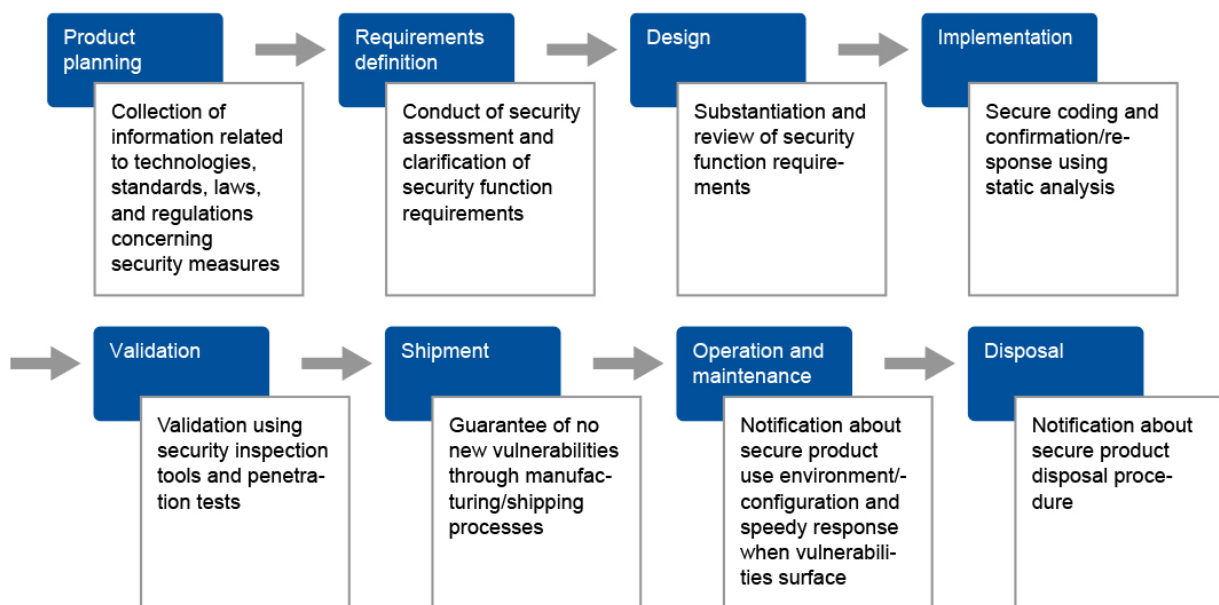 Product
planning
Collection of
information related
to technologies,
standards, laws,
and regulations
concerning
security measures
Requirements
definition
Conduct of security
assessment and
clarification of
security function
requirements
Design
Substantiation and
review of security
function require-
ments
Implementation
Secure coding and
confirmation/re-
sponse using
static analysis
Validation
Validation using
security inspection
tools and penetra-
tion tests
Shipment
Guarantee of no
new vulnerabilities
through manufac-
turing/shipping
processes
Operation and
maintenance
Notification about
secure product
use environment/-
configuration and
speedy response
when vulnerabili-
ties surface
Disposal
Notification about
secure product
disposal proce-
dure